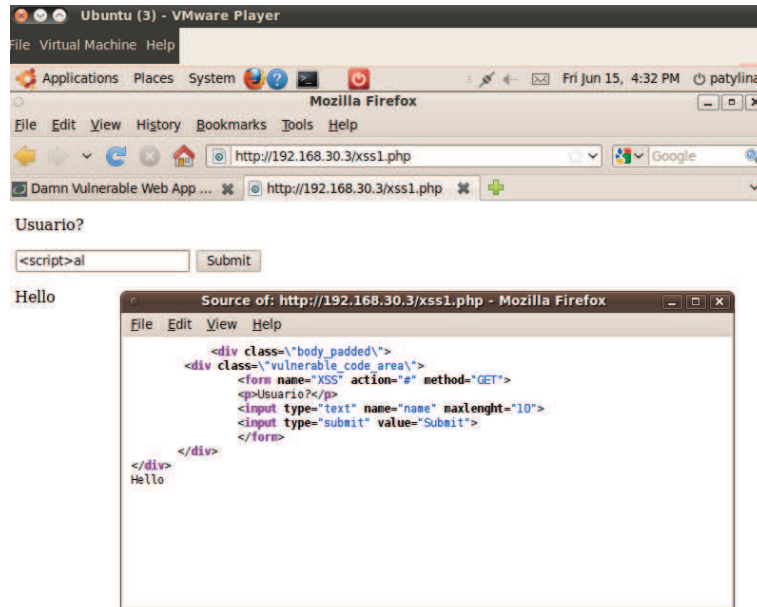 Ubuntu (3) - VMware Player
File Virtual Machine Help
Applications Places System Fri Jun 15, 4:32 PM patylina
Mozilla Firefox
File Edit View History Bookmarks Tools Help
http://192.168.30.3/xss1.php Google
Damn Vulnerable Web App ... http://192.168.30.3/xss1.php
Usuario?
<script>al Submit
Hello
Source of: http://192.168.30.3/xss1.php - Mozilla Firefox
File Edit View Help
<div class=\"body_padded\">
<div class=\"vulnerable_code_area\">
<form name="XSS" action="#" method="GET">
<p>Usuario?</p>
<input type="text" name="name" maxlenght="10">
<input type="submit" value="Submit">
</form>
</div>
</div>
Hello